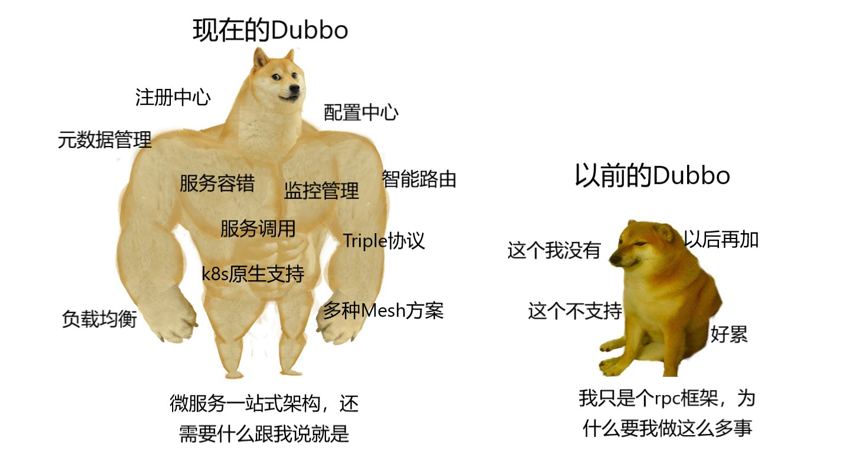 现在的Dubbo
注册中心
配置中心
元数据管理
服务容错
监控管理
智能路由
服务调用
Triple协议
k8s原生支持
负载均衡
多种Mesh方案
微服务一站式架构，还
需要什么跟我说就是
以前的Dubbo
这个我没有
以后再加
这个不支持
好累
我只是个rpc框架，为
什么要我做这么多事